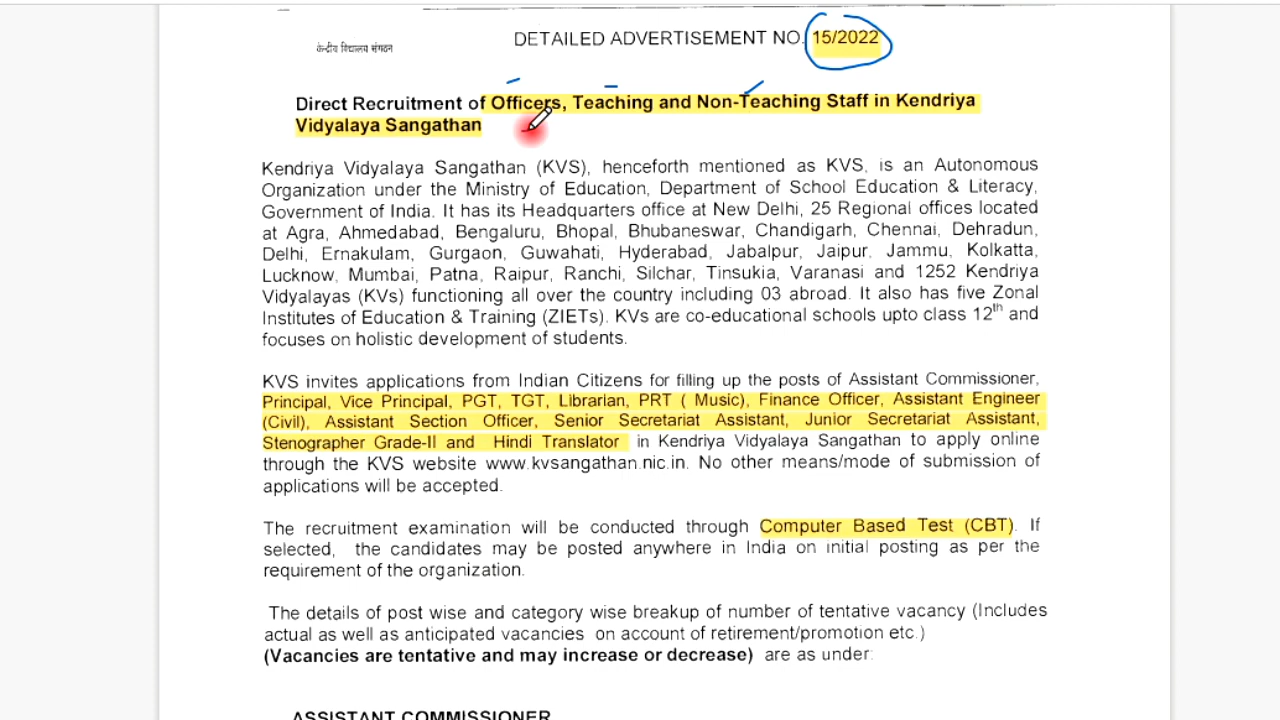 DETAILED ADVERTISEMENT NO. 15/2022
केन्द्रीय विद्यालय संगठन
Direct Recruitment of Officers, Teaching and Non-Teaching Staff in Kendriya
Vidyalaya Sangathan
Kendriya Vidyalaya Sangathan (KVS), henceforth mentioned as KVS, is an Autonomous
Organization under the Ministry of Education, Department of School Education & Literacy,
Government of India. It has its Headquarters office at New Delhi, 25 Regional offices located
at Agra, Ahmedabad, Bengaluru, Bhopal, Bhubaneswar, Chandigarh, Chennai, Dehradun,
Delhi, Ernakulam, Gurgaon, Guwahati, Hyderabad, Jabalpur, Jaipur, Jammu, Kolkatta,
Lucknow, Mumbai, Patna, Raipur, Ranchi, Silchar, Tinsukia, Varanasi and 1252 Kendriya
Vidyalayas (KVs) functioning all over the country including 03 abroad. It also has five Zonal
Institutes of Education & Training (ZIETs). KVs are co-educational schools upto class 12th and
focuses on holistic development of students.
KVS invites applications from Indian Citizens for filling up the posts of Assistant Commissioner,
Principal, Vice Principal, PGT, TGT, Librarian, PRT ( Music), Finance Officer, Assistant Engineer
(Civil), Assistant Section Officer, Senior Secretariat Assistant, Junior Secretariat Assistant,
Stenographer Grade-II and Hindi Translator in Kendriya Vidyalaya Sangathan to apply online
through the KVS website www.kvsangathan.nic.in. No other means/mode of submission of
applications will be accepted.
The recruitment examination will be conducted through Computer Based Test (CBT). If
selected, the candidates may be posted anywhere in India on initial posting as per the
requirement of the organization.
The details of post wise and category wise breakup of number of tentative vacancy (Includes
actual as well as anticipated vacancies on account of retirement/promotion etc.)
(Vacancies are tentative and may increase or decrease) are as under:
ASSISTANT COMMISSIONER